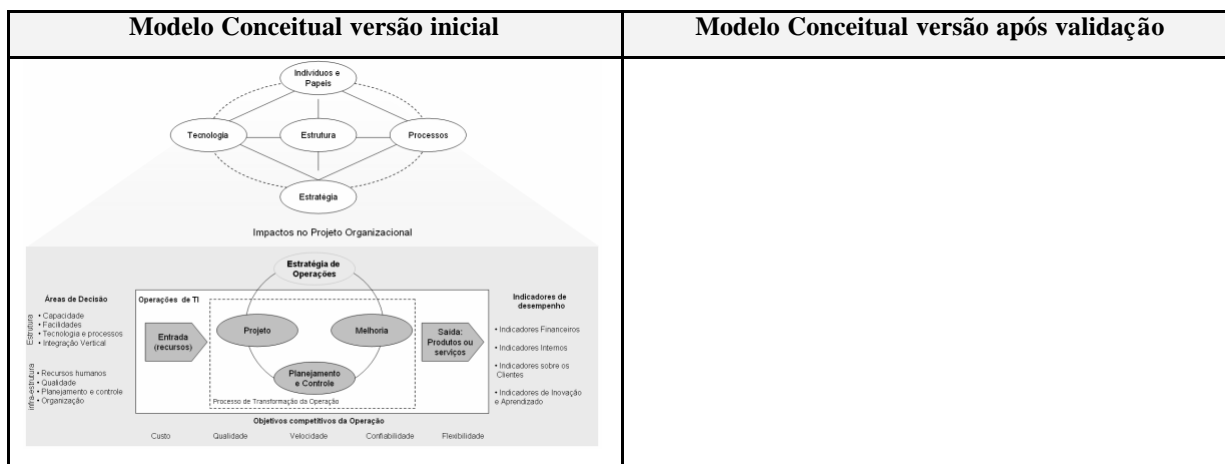 Modelo Conceitual versão inicial
Modelo Conceitual versão após validação
Indivíduos e
Papeis
Tecnologia
Estrutura
Processos
Estratégia
Impactos no Projeto Organizacional
Estratégia de
Operações
Áreas de Decisão
Estrutura
• Capacidade
• Facilidades
• Tecnologia e processos
• Integração Vertical
infra-estrutura
• Recursos humanos
• Qualidade
• Planejamento e controle
• Organização
Operações de TI
Entrada
(recursos)
Projeto
Melhoria
Planejamento
e Controle
Processo de Transformação da Operação
Saída:
Produtos ou
serviços
Indicadores de
desempenho
• Indicadores Financeiros
• Indicadores Internos
• Indicadores sobre os
Clientes
• Indicadores de Inovação
e Aprendizado
Objetivos competitivos da Operação
Custo
Qualidade
Velocidade
Confiabilidade
Flexibilidade